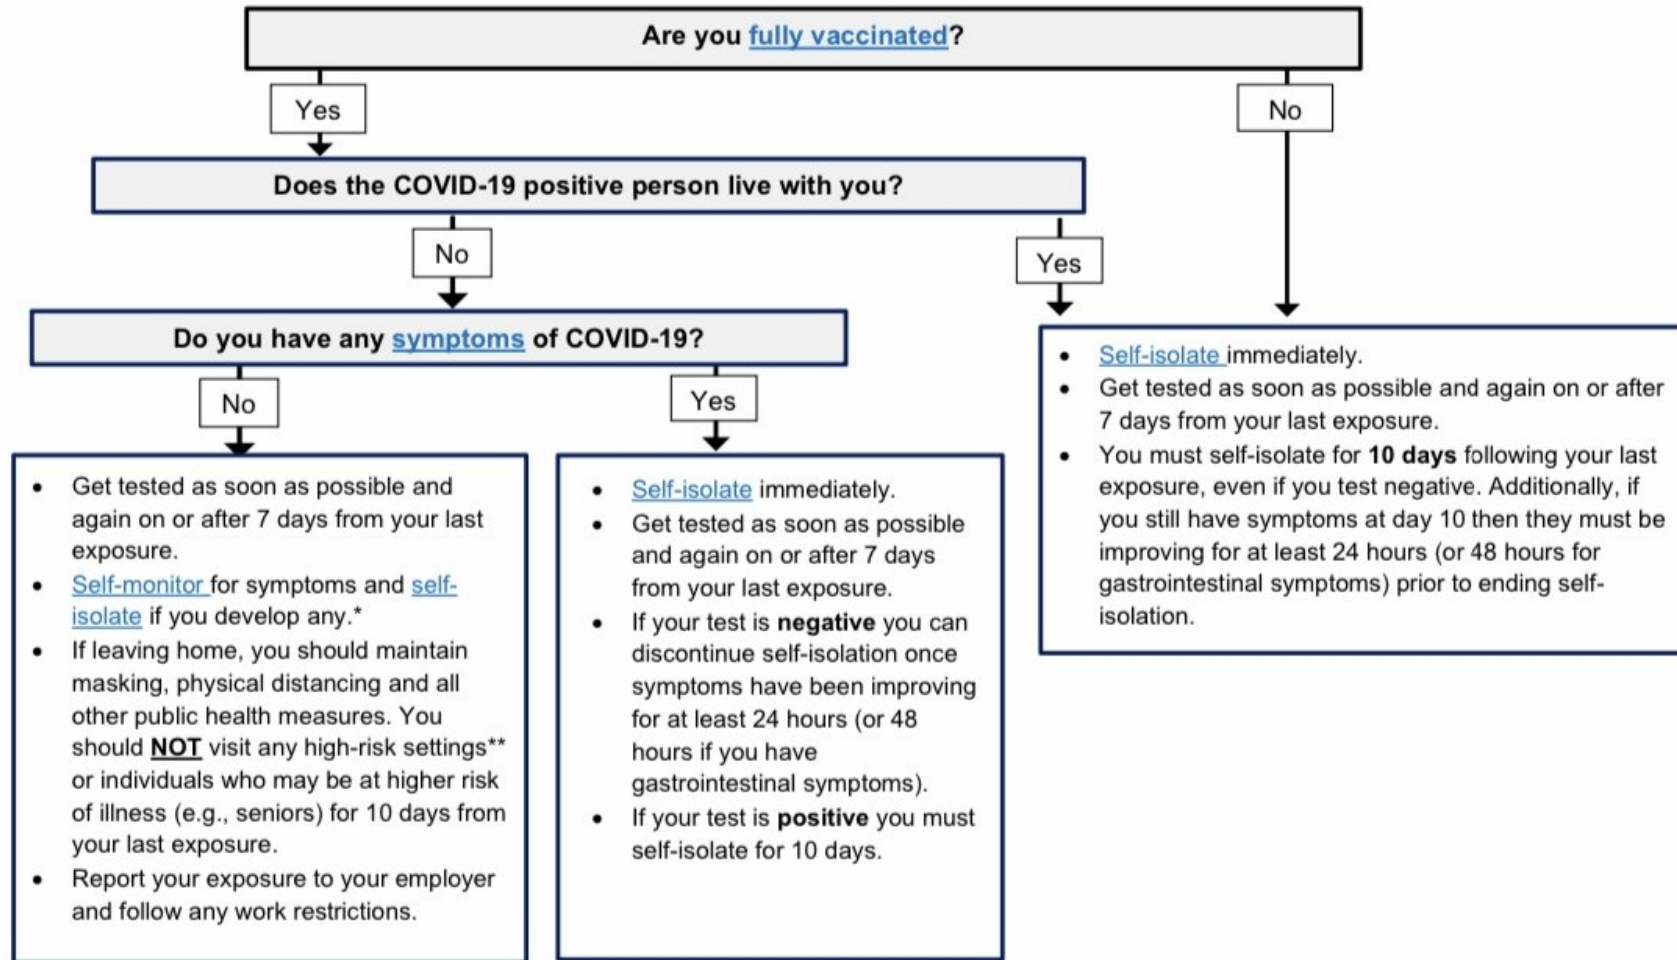 Are you fully vaccinated?
Yes
No
Does the COVID-19 positive person live with you?
No
Yes
Do you have any symptoms of COVID-19?
No
Yes
• Get tested as soon as possible and
again on or after 7 days from your last
exposure.
• Self-monitor for symptoms and self-
isolate if you develop any.*
• If leaving home, you should maintain
masking, physical distancing and all
other public health measures. You
should NOT visit any high-risk settings**
or individuals who may be at higher risk
of illness (e.g., seniors) for 10 days from
your last exposure.
• Report your exposure to your employer
and follow any work restrictions.
• Self-isolate immediately.
• Get tested as soon as possible
and again on or after 7 days
from your last exposure.
• If your test is negative you can
discontinue self-isolation once
symptoms have been improving
for at least 24 hours (or 48
hours if you have
gastrointestinal symptoms).
• If your test is positive you must
self-isolate for 10 days.
• Self-isolate immediately.
• Get tested as soon as possible and again on or after
7 days from your last exposure.
• You must self-isolate for 10 days following your last
exposure, even if you test negative. Additionally, if
you still have symptoms at day 10 then they must be
improving for at least 24 hours (or 48 hours for
gastrointestinal symptoms) prior to ending self-
isolation.